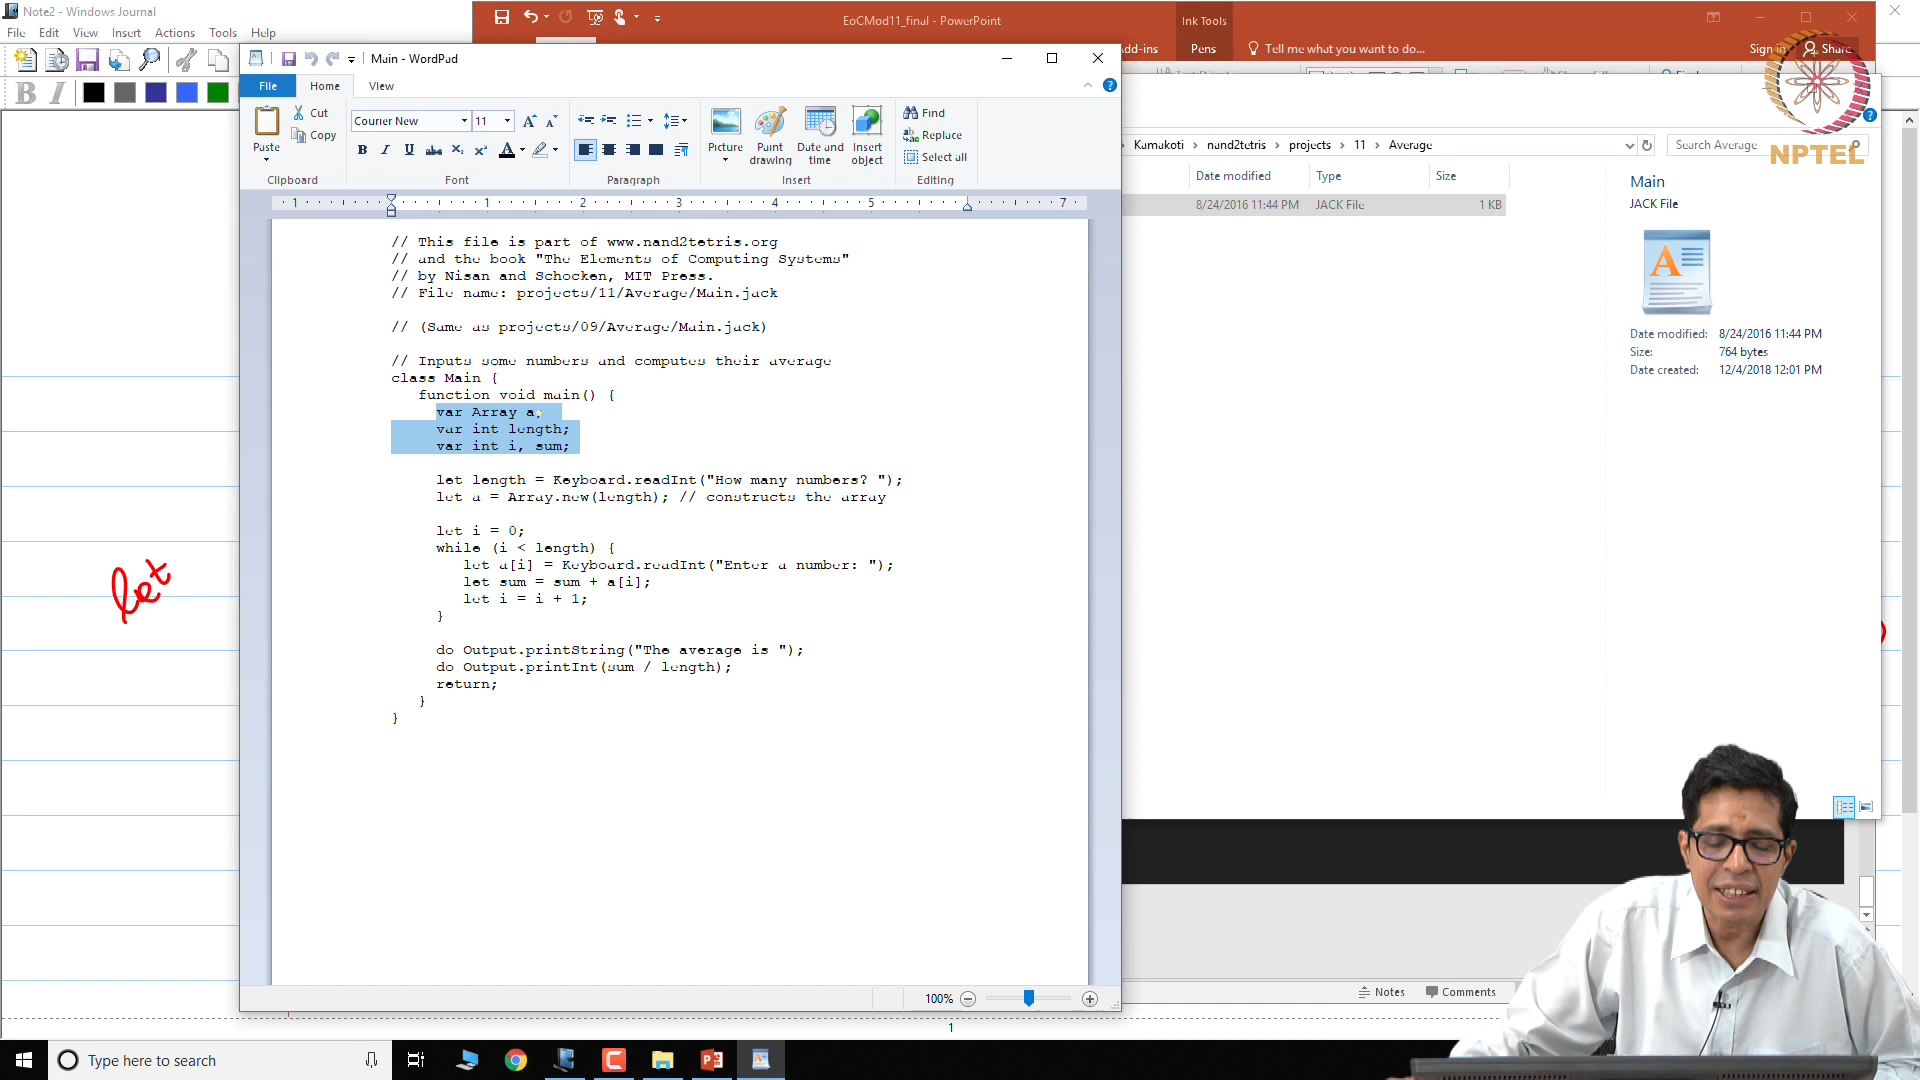 Note2 - Windows Journal
File Edit View Insert Actions Tools Help
EoCMod11_final - PowerPoint
Ink Tools
Pens
Tell me what you want to do...
Sign in
Share
NPTEL
Main - WordPad
File Home View
Paste
Cut
Copy
Clipboard
Courier New 11
Font
Paragraph
Picture
Paint drawing
Date and time
Insert object
Insert
Find
Replace
Select all
Editing
1 1 2 3 4 5 7
// This file is part of www.nand2tetris.org
// and the book "The Elements of Computing Systems"
// by Nisan and Schocken, MIT Press.
// File name: projects/11/Average/Main.jack
// (Same as projects/09/Average/Main.jack)
// Inputs some numbers and computes their average
class Main {
function void main() {
var Array a;
var int length;
var int i, sum;
let length = Keyboard.readInt("How many numbers? ");
let a = Array.new(length); // constructs the array
let i = 0;
while (i < length) {
let a[i] = Keyboard.readInt("Enter a number: ");
let sum = sum + a[i];
let i = i + 1;
}
do Output.printString("The average is ");
do Output.printInt(sum / length);
return;
}
}
let
100%
1
Kamakoti > nand2tetris > projects > 11 > Average
Search Average
Date modified Type Size
8/24/2016 11:44 PM JACK File 1 KB
Main
JACK File
Date modified: 8/24/2016 11:44 PM
Size: 764 bytes
Date created: 12/4/2018 12:01 PM
Notes Comments
Type here to search